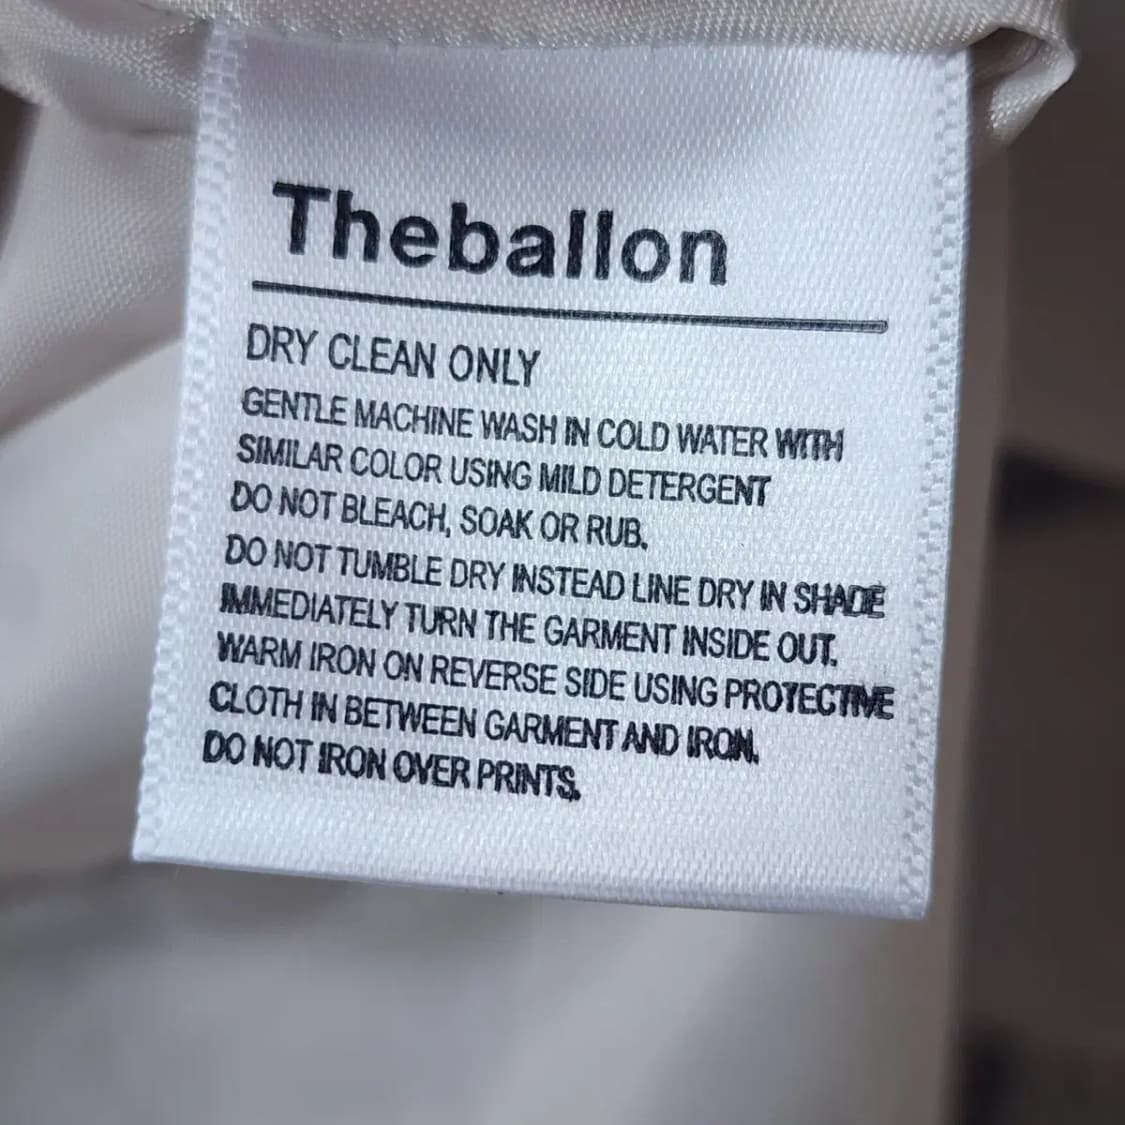 Theballon
DRY CLEAN ONLY
GENTLE MACHINE WASH IN COLD WATER WITH
SIMILAR COLOR USING MILD DETERGENT
DO NOT BLEACH, SOAK OR RUB.
DO NOT TUMBLE DRY INSTEAD LINE DRY IN SHADE
IMMEDIATELY TURN THE GARMENT INSIDE OUT.
WARM IRON ON REVERSE SIDE USING PROTECTIVE
CLOTH IN BETWEEN GARMENT AND IRON.
DO NOT IRON OVER PRINTS.